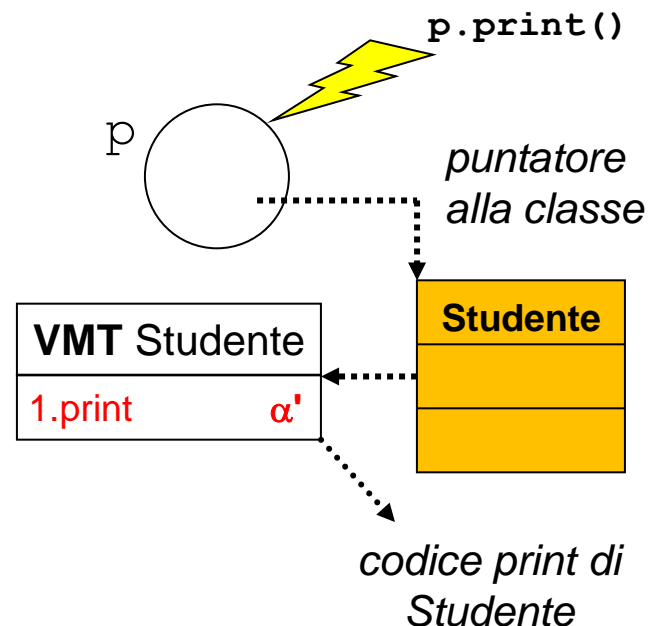 p.print()
p
puntatore
alla classe
VMT Studente
1.print α'
Studente
codice print di
Studente